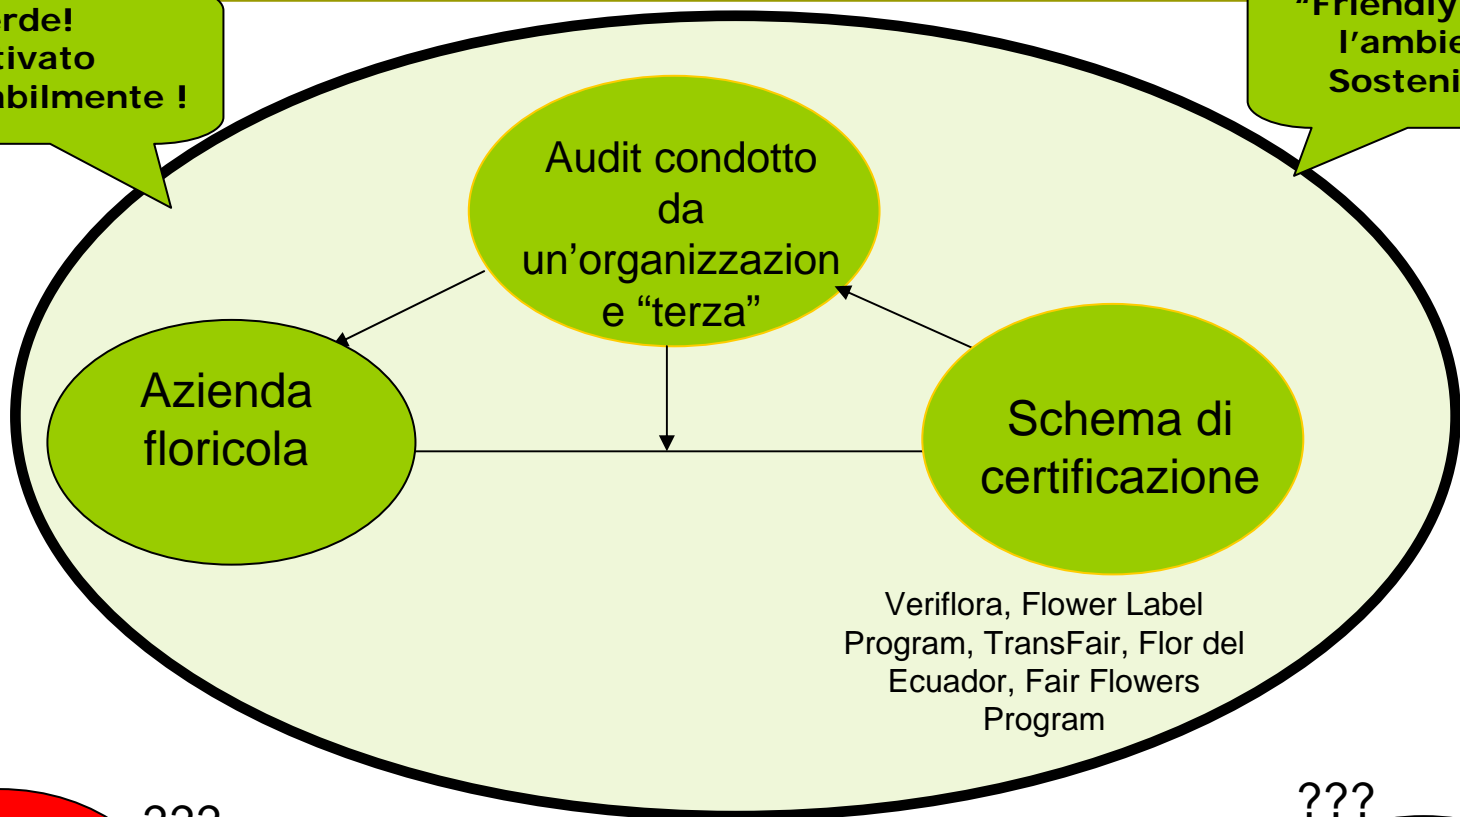 !
l'
Audit condotto
da
un'organizzazion
e “terza”
Azienda
floricola
Schema di
certificazione
Veriflora, Flower Label
Program, TransFair, Flor del
Ecuador, Fair Flowers
Program
???
???